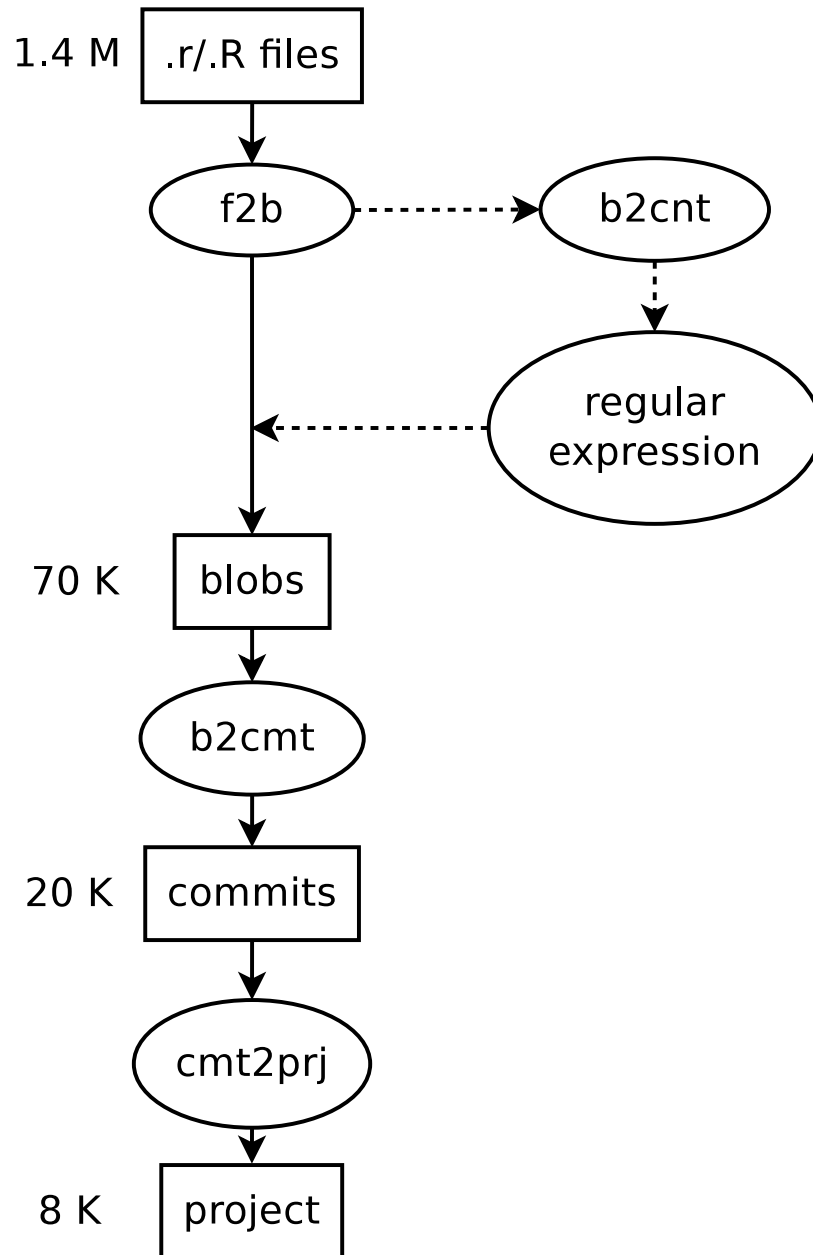 1.4 M .r/.R files
f2b
b2cnt
regular
expression
70 K blobs
b2cmt
20 K commits
cmt2prj
8 K project